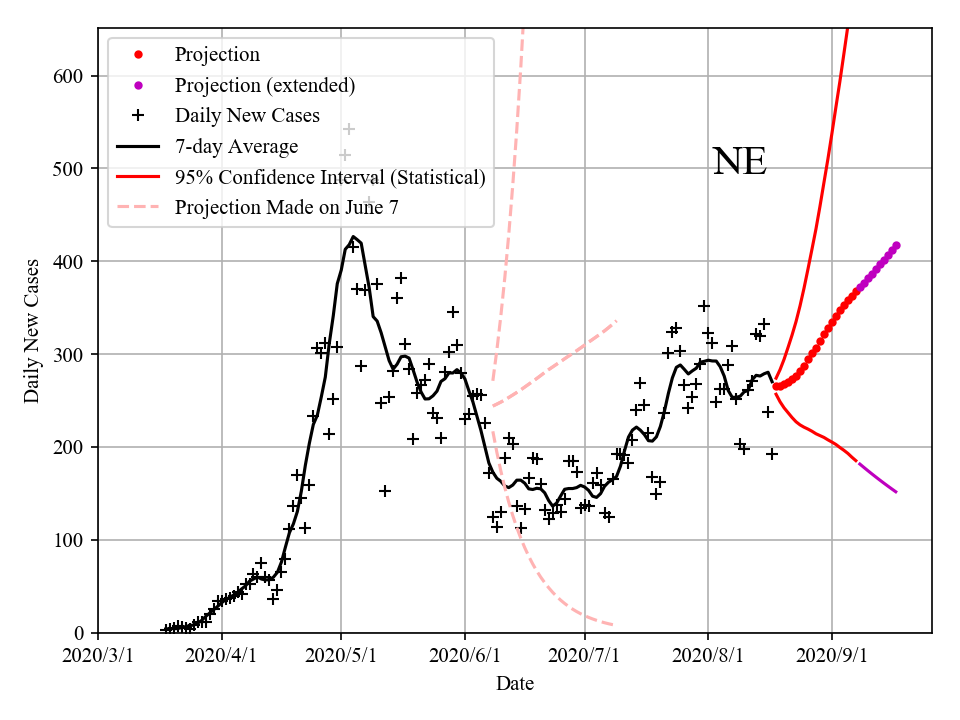 Projection
Projection (extended)
Daily New Cases
7-day Average
95% Confidence Interval (Statistical)
Projection Made on June 7
NE
Daily New Cases
600
500
400
300
200
100
0
2020/3/1 2020/4/1 2020/5/1 2020/6/1 2020/7/1 2020/8/1 2020/9/1
Date